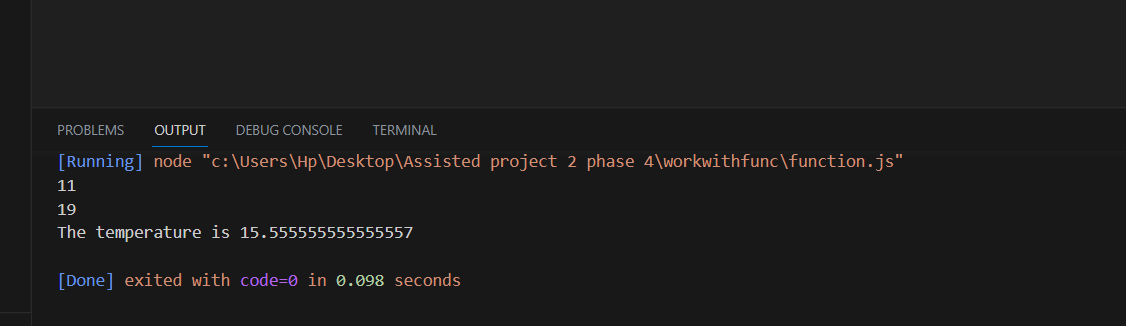 PROBLEMS OUTPUT DEBUG CONSOLE TERMINAL
[Running] node "c:\Users\Hp\Desktop\Assisted project 2 phase 4\workwithfunc\function.js"
11
19
The temperature is 15.555555555555557
[Done] exited with code=0 in 0.098 seconds